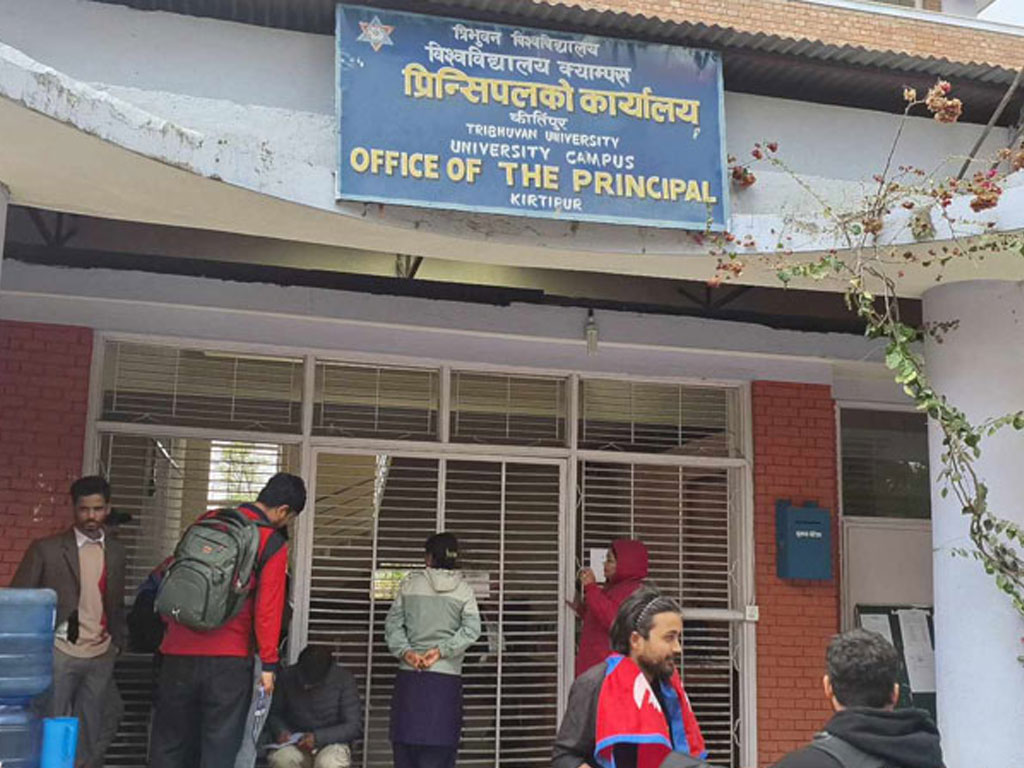 त्रिभुवन विश्वविद्यालय
विश्वविद्यालय क्याम्पस
प्रिन्सिपलको कार्यालय
कीर्तिपुर
TRIBHUVAN UNIVERSITY
UNIVERSITY CAMPUS
OFFICE OF THE PRINCIPAL
KIRTIPUR